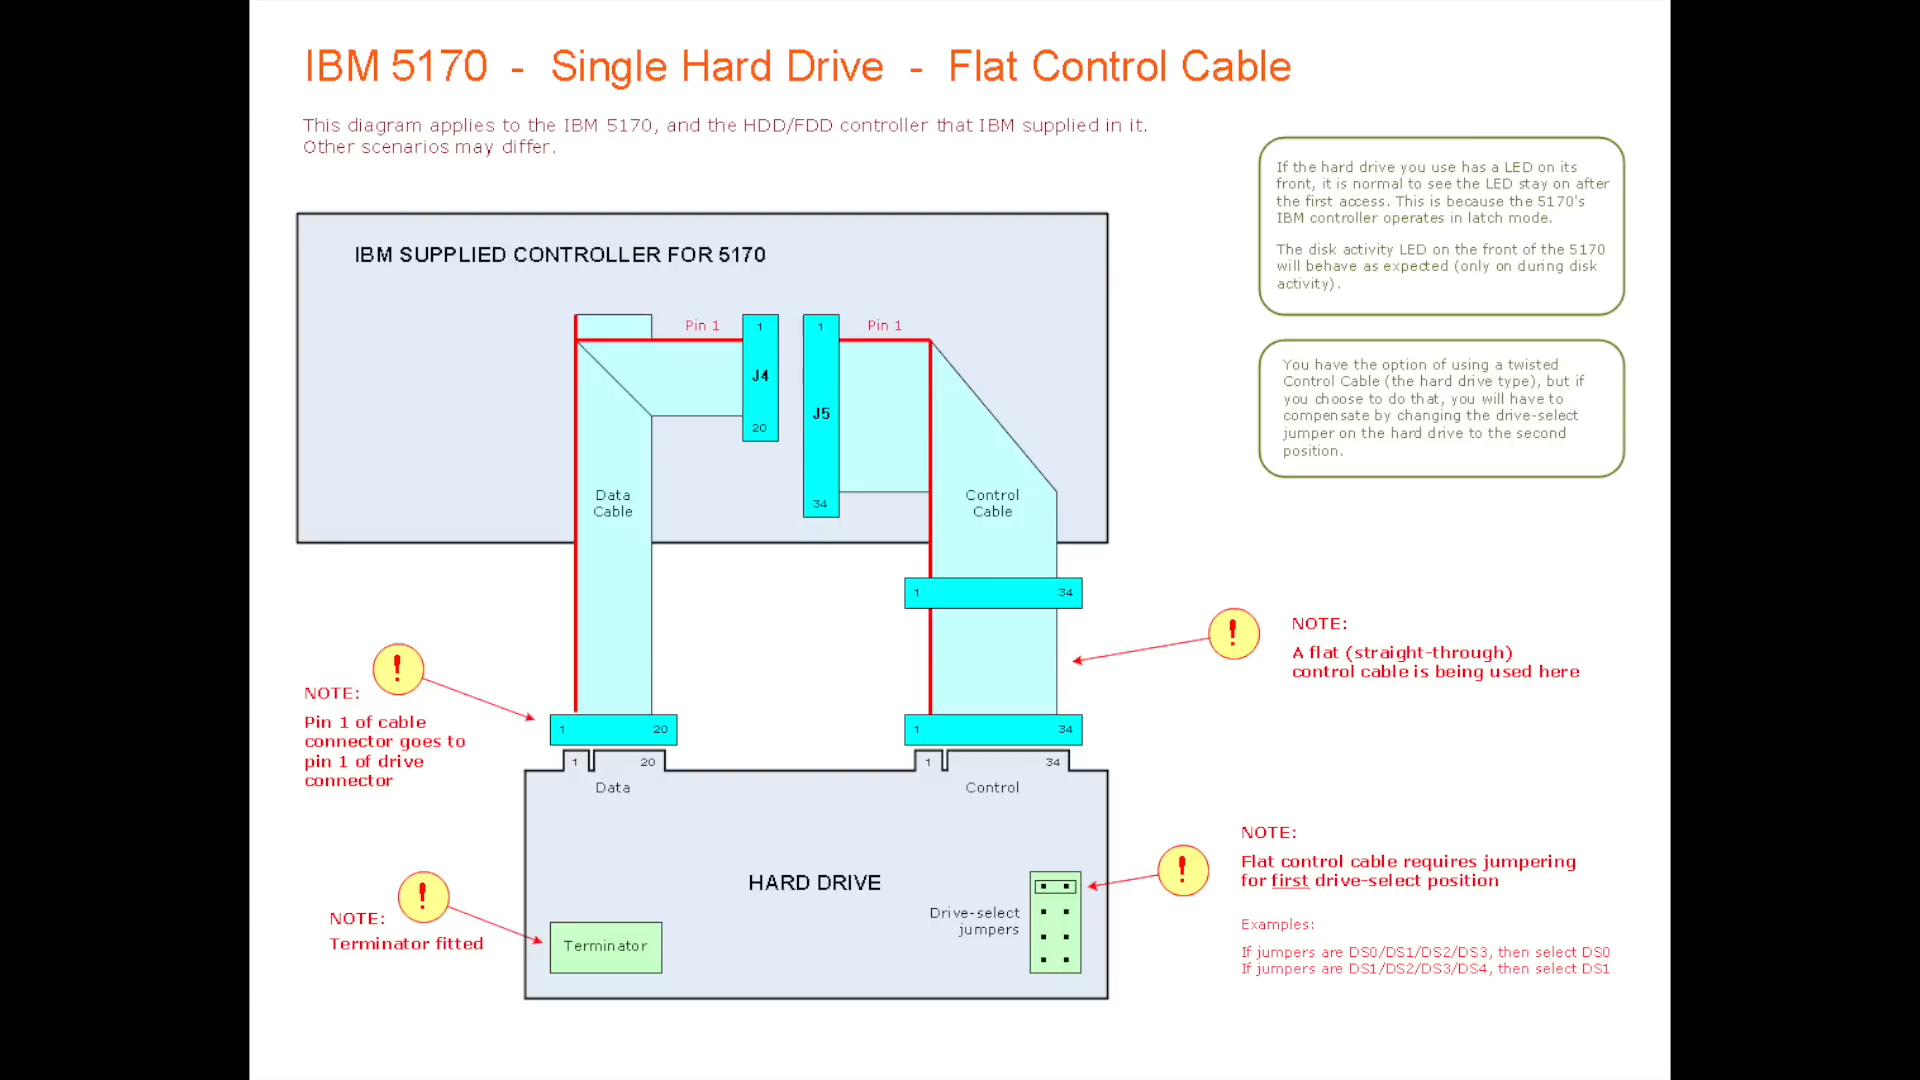 IBM 5170 - Single Hard Drive - Flat Control Cable
This diagram applies to the IBM 5170, and the HDD/FDD controller that IBM supplied in it.
Other scenarios may differ.
If the hard drive you use has a LED on its
front, it is normal to see the LED stay on after
the first access. This is because the 5170's
IBM controller operates in latch mode.
The disk activity LED on the front of the 5170
will behave as expected (only on during disk
activity).
You have the option of using a twisted
Control Cable (the hard drive type), but if
you choose to do that, you will have to
compensate by changing the drive-select
jumper on the hard drive to the second
position.
IBM SUPPLIED CONTROLLER FOR 5170
Pin 1
1
1
Pin 1
J4
J5
20
34
Data
Cable
Control
Cable
1
34
!
NOTE:
A flat (straight-through)
control cable is being used here
!
NOTE:
Pin 1 of cable
connector goes to
pin 1 of drive
connector
1
20
1
34
1
20
1
34
Data
Control
HARD DRIVE
Drive-select
jumpers
!
NOTE:
Terminator fitted
Terminator
!
NOTE:
Flat control cable requires jumpering
for first drive-select position
Examples:
If jumpers are DS0/DS1/DS2/DS3, then select DS0
If jumpers are DS1/DS2/DS3/DS4, then select DS1